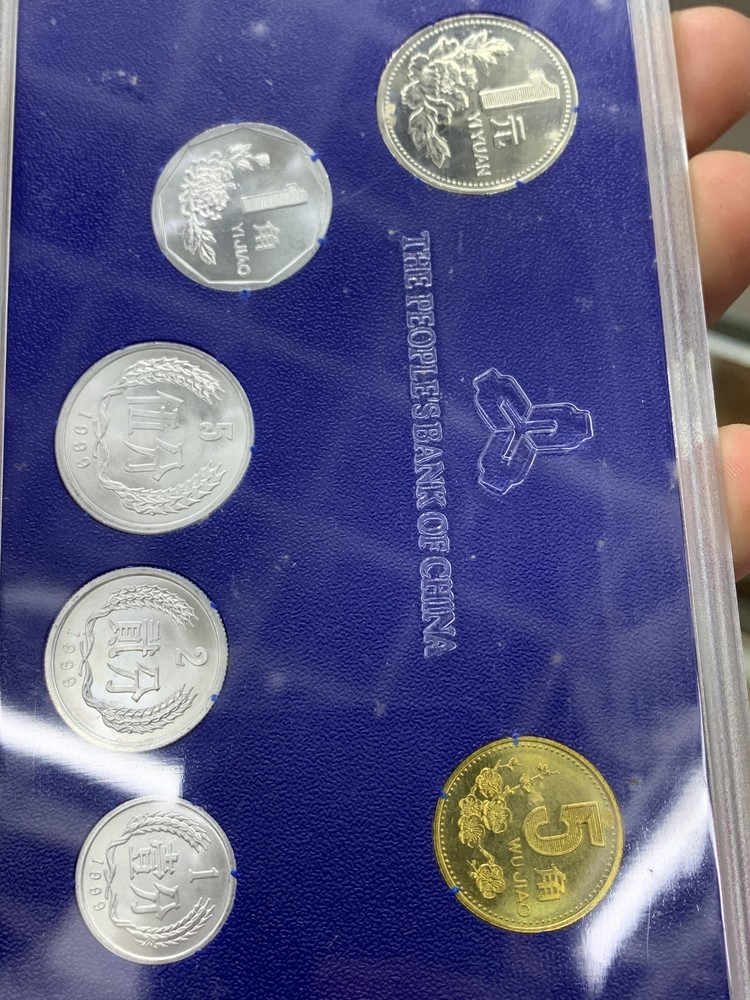 1元
YI YUAN
5角
WU JIAO
THE PEOPLE'S BANK OF CHINA
1角
YI JIAO
5
伍分
1999
2
貳分
1999
1
壹分
1999